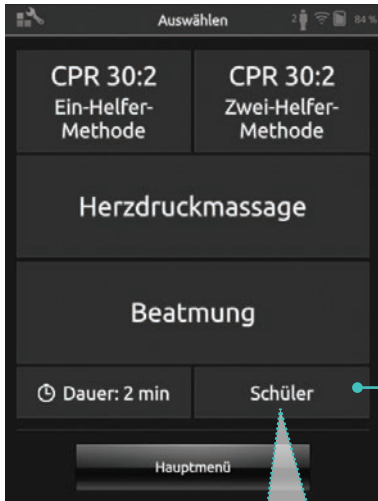 Auswählen
2
84 %
CPR 30:2
Ein-Helfer-
Methode
CPR 30:2
Zwei-Helfer-
Methode
Herzdruckmassage
Beatmung
Dauer: 2 min
Schüler
Hauptmenü